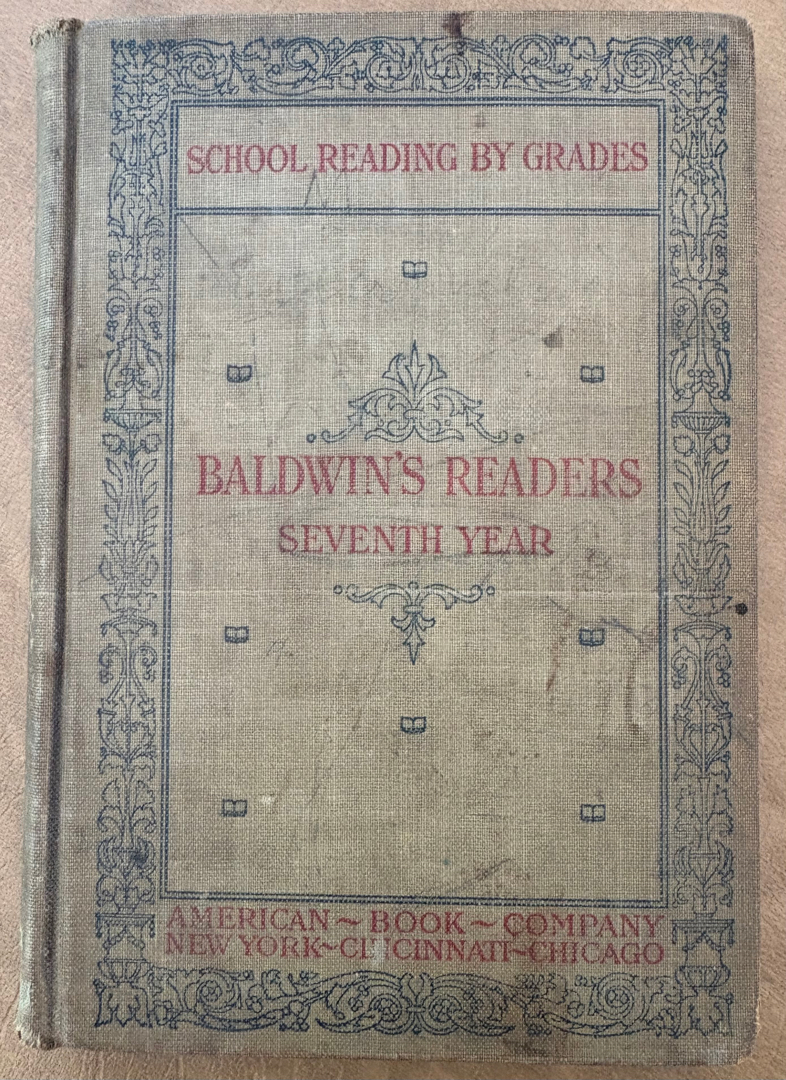 SCHOOL READING BY GRADES
BALDWIN'S READERS
SEVENTH YEAR
AMERICAN~BOOK~COMPANY
NEW YORK~CINCINNATI~CHICAGO